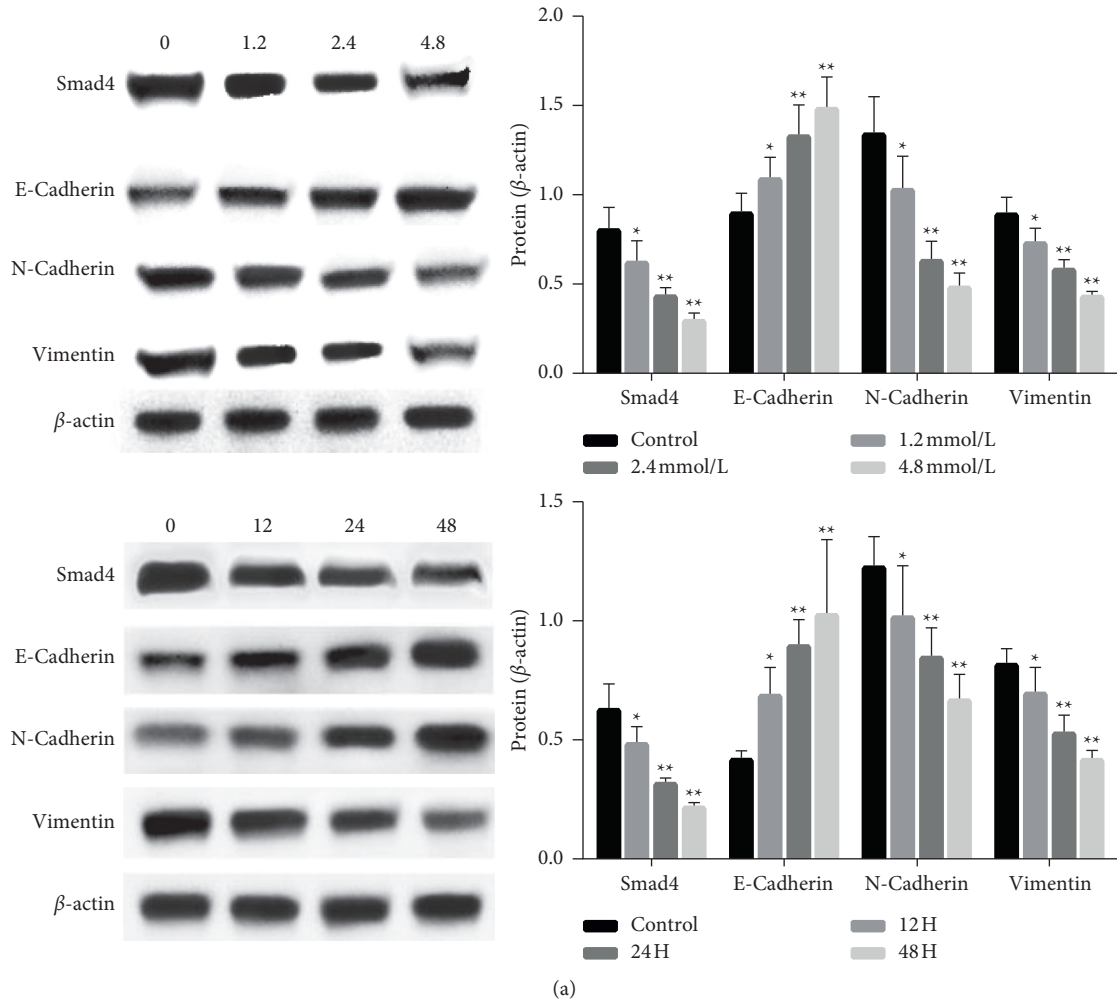 0 1.2 2.4 4.8
Smad4
E-Cadherin
N-Cadherin
Vimentin
β-actin
2.0
1.5
1.0
0.5
0.0
Protein (β-actin)
* ** **
* ** **
* ** **
* ** **
Smad4 E-Cadherin N-Cadherin Vimentin
Control 1.2 mmol/L
2.4 mmol/L 4.8 mmol/L
0 12 24 48
Smad4
E-Cadherin
N-Cadherin
Vimentin
β-actin
1.5
1.0
0.5
0.0
Protein (β-actin)
* ** **
* ** **
* ** **
* ** **
Smad4 E-Cadherin N-Cadherin Vimentin
Control 12 H
24 H 48 H
(a)